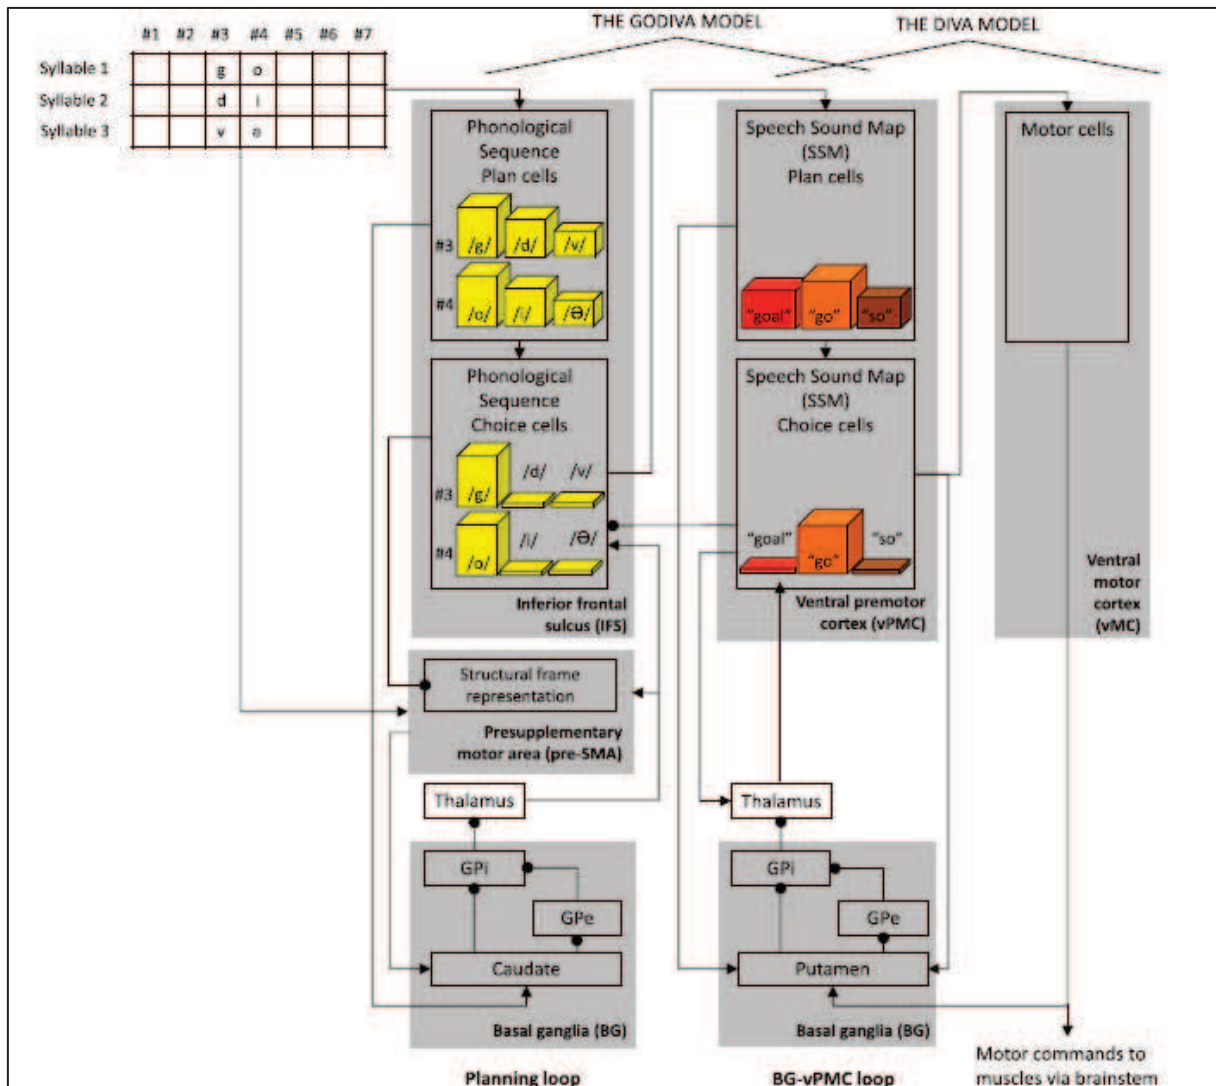 THE GODIVA MODEL
THE DIVA MODEL
#1 #2 #3 #4 #5 #6 #7
Syllable 1 g o
Syllable 2 d i
Syllable 3 v ə
Phonological
Sequence
Plan cells
#3 /g/ /d/ /v/
#4 /o/ /i/ /Ə/
Speech Sound Map
(SSM)
Plan cells
"goal" "go" "so"
Motor cells
Phonological
Sequence
Choice cells
/d/ /v/
#3 /g/
/i/ /Ə/
#4 /o/
Inferior frontal
sulcus (IFS)
Speech Sound Map
(SSM)
Choice cells
"goal" "so"
"go"
Ventral premotor
cortex (vPMC)
Ventral
motor
cortex
(vMC)
Structural frame
representation
Presupplementary
motor area (pre-SMA)
Thalamus
GPi
GPe
Caudate
Basal ganglia (BG)
Planning loop
Thalamus
GPi
GPe
Putamen
Basal ganglia (BG)
BG-vPMC loop
Motor commands to
muscles via brainstem